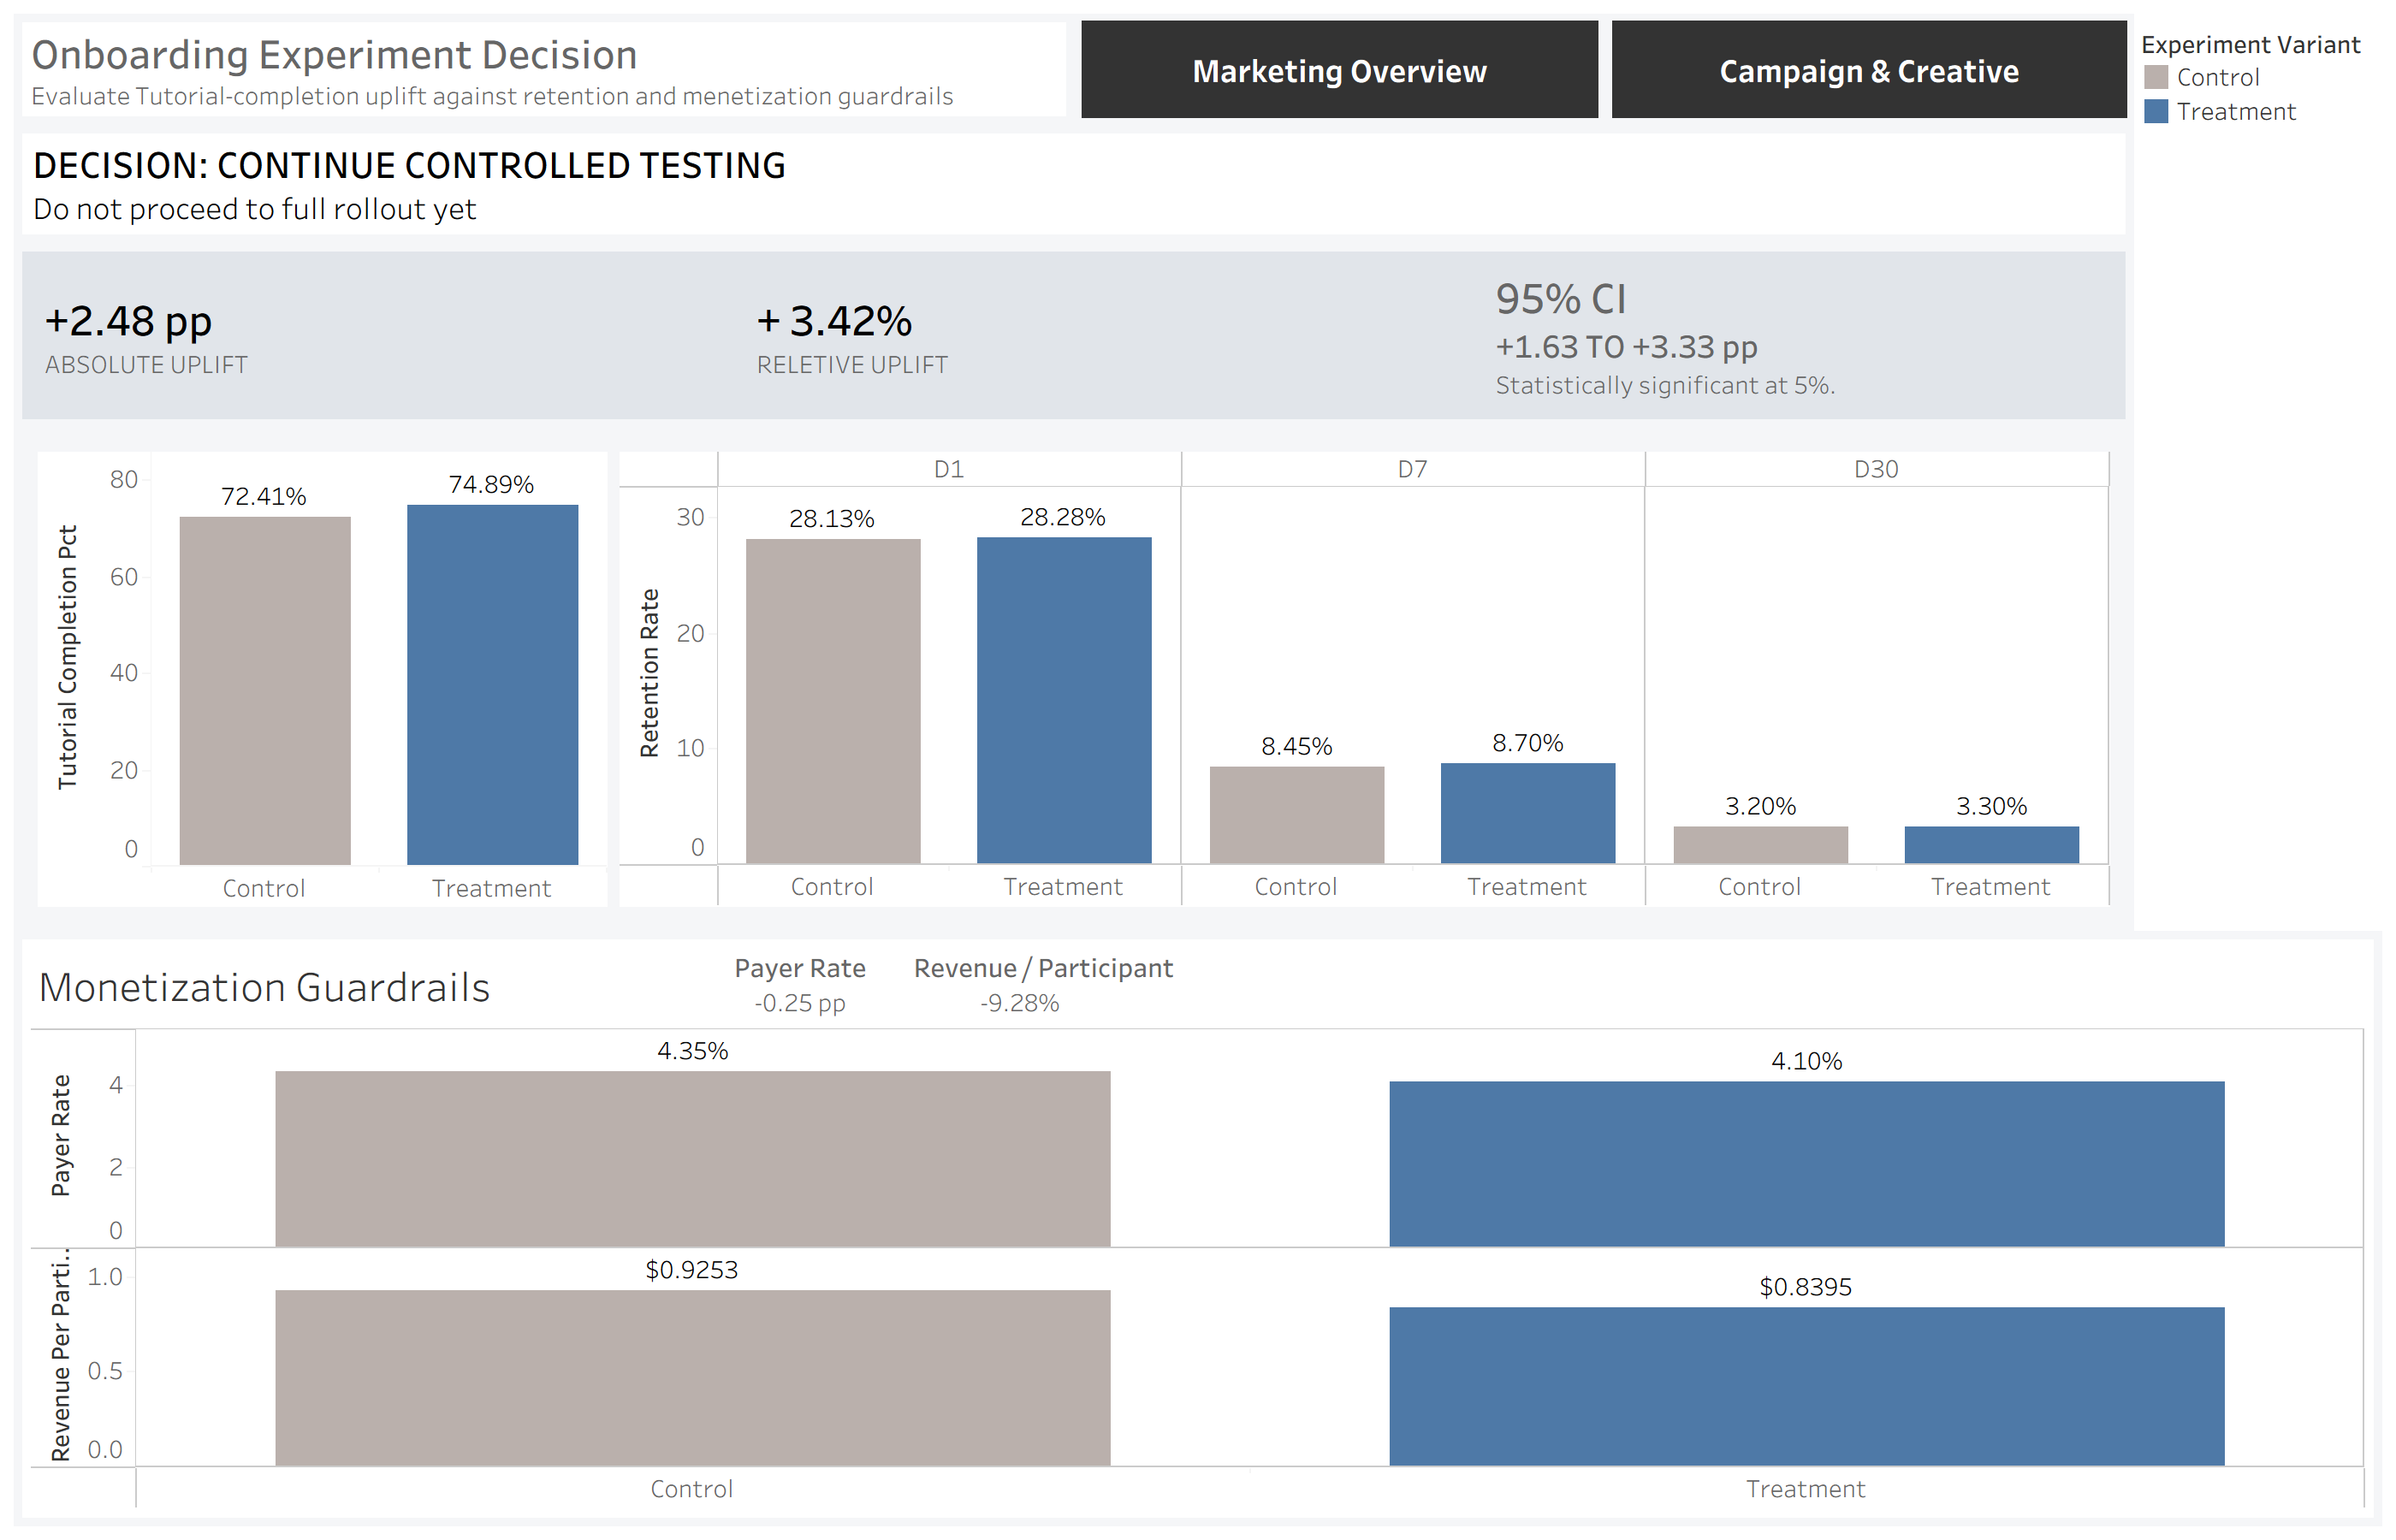 Onboarding Experiment Decision
Evaluate Tutorial-completion uplift against retention and menetization guardrails
Marketing Overview
Campaign & Creative
Experiment Variant
Control
Treatment
DECISION: CONTINUE CONTROLLED TESTING
Do not proceed to full rollout yet
+2.48 pp
ABSOLUTE UPLIFT
+ 3.42%
RELETIVE UPLIFT
95% CI
+1.63 TO +3.33 pp
Statistically significant at 5%.
Tutorial Completion Pct
80
60
40
20
0
72.41%
74.89%
Control
Treatment
D1
D7
D30
Retention Rate
30
20
10
0
28.13%
28.28%
8.45%
8.70%
3.20%
3.30%
Control
Treatment
Control
Treatment
Control
Treatment
Monetization Guardrails
Payer Rate
-0.25 pp
Revenue / Participant
-9.28%
Payer Rate
4
2
0
4.35%
4.10%
Revenue Per Parti..
1.0
0.5
0.0
$0.9253
$0.8395
Control
Treatment